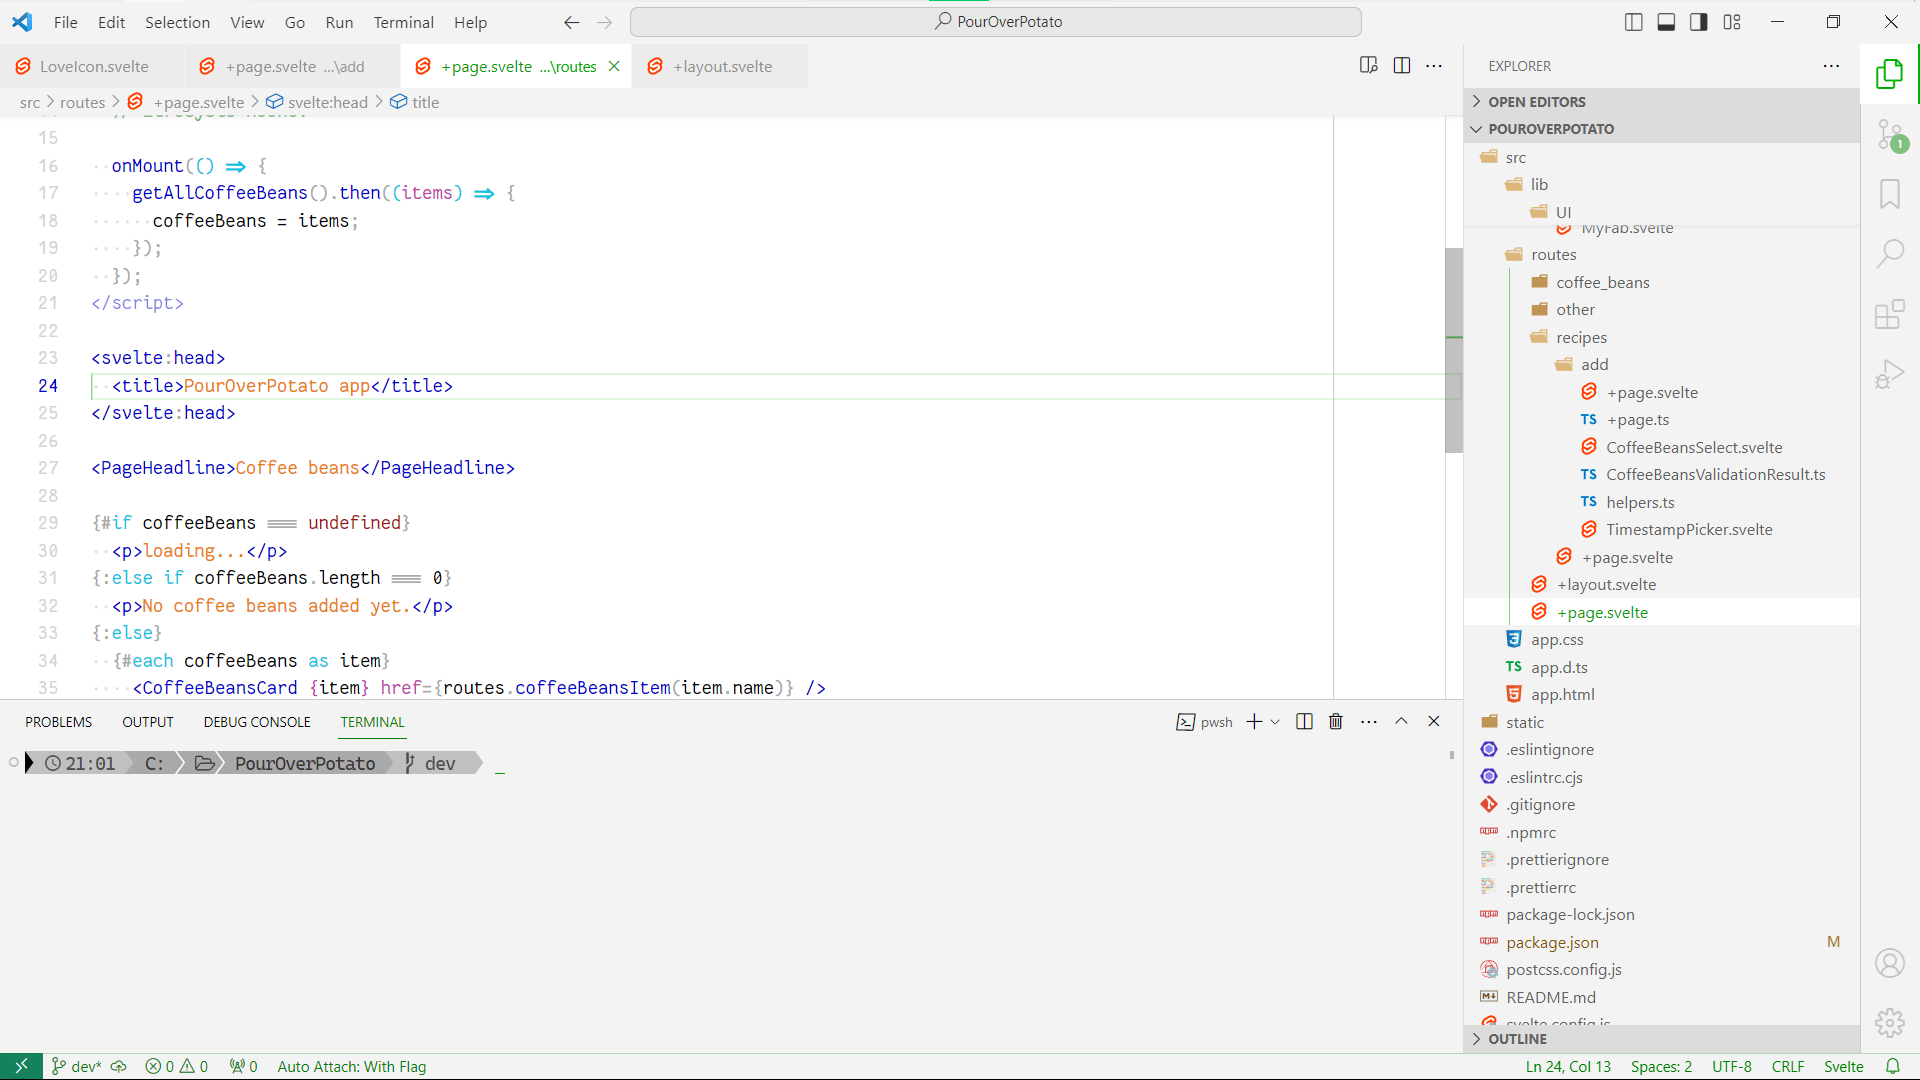 File Edit Selection View Go Run Terminal Help
PourOverPotato
LoveIcon.svelte
+page.svelte ...\add
+page.svelte ...\routes
+layout.svelte
src > routes > +page.svelte > svelte:head > title
15
16 onMount(() => {
17 getAllCoffeeBeans().then((items) => {
18 coffeeBeans = items;
19 });
20 });
21 </script>
22
23 <svelte:head>
24 <title>PourOverPotato app</title>
25 </svelte:head>
26
27 <PageHeadline>Coffee beans</PageHeadline>
28
29 {#if coffeeBeans === undefined}
30 <p>loading...</p>
31 {:else if coffeeBeans.length === 0}
32 <p>No coffee beans added yet.</p>
33 {:else}
34 {#each coffeeBeans as item}
35 <CoffeeBeansCard {item} href={routes.coffeeBeansItem(item.name)} />
PROBLEMS OUTPUT DEBUG CONSOLE TERMINAL
pwsh
21:01 C: PourOverPotato dev _
EXPLORER
OPEN EDITORS
POUROVERPOTATO
src
lib
UI
MyFab.svelte
routes
coffee_beans
other
recipes
add
+page.svelte
TS +page.ts
CoffeeBeansSelect.svelte
TS CoffeeBeansValidationResult.ts
TS helpers.ts
TimestampPicker.svelte
+page.svelte
+layout.svelte
+page.svelte
app.css
TS app.d.ts
app.html
static
.eslintignore
.eslintrc.cjs
.gitignore
.npmrc
.prettierignore
.prettierrc
package-lock.json
package.json M
postcss.config.js
README.md
svelte.config.js
OUTLINE
1
dev* 0 0 0 Auto Attach: With Flag
Ln 24, Col 13 Spaces: 2 UTF-8 CRLF Svelte